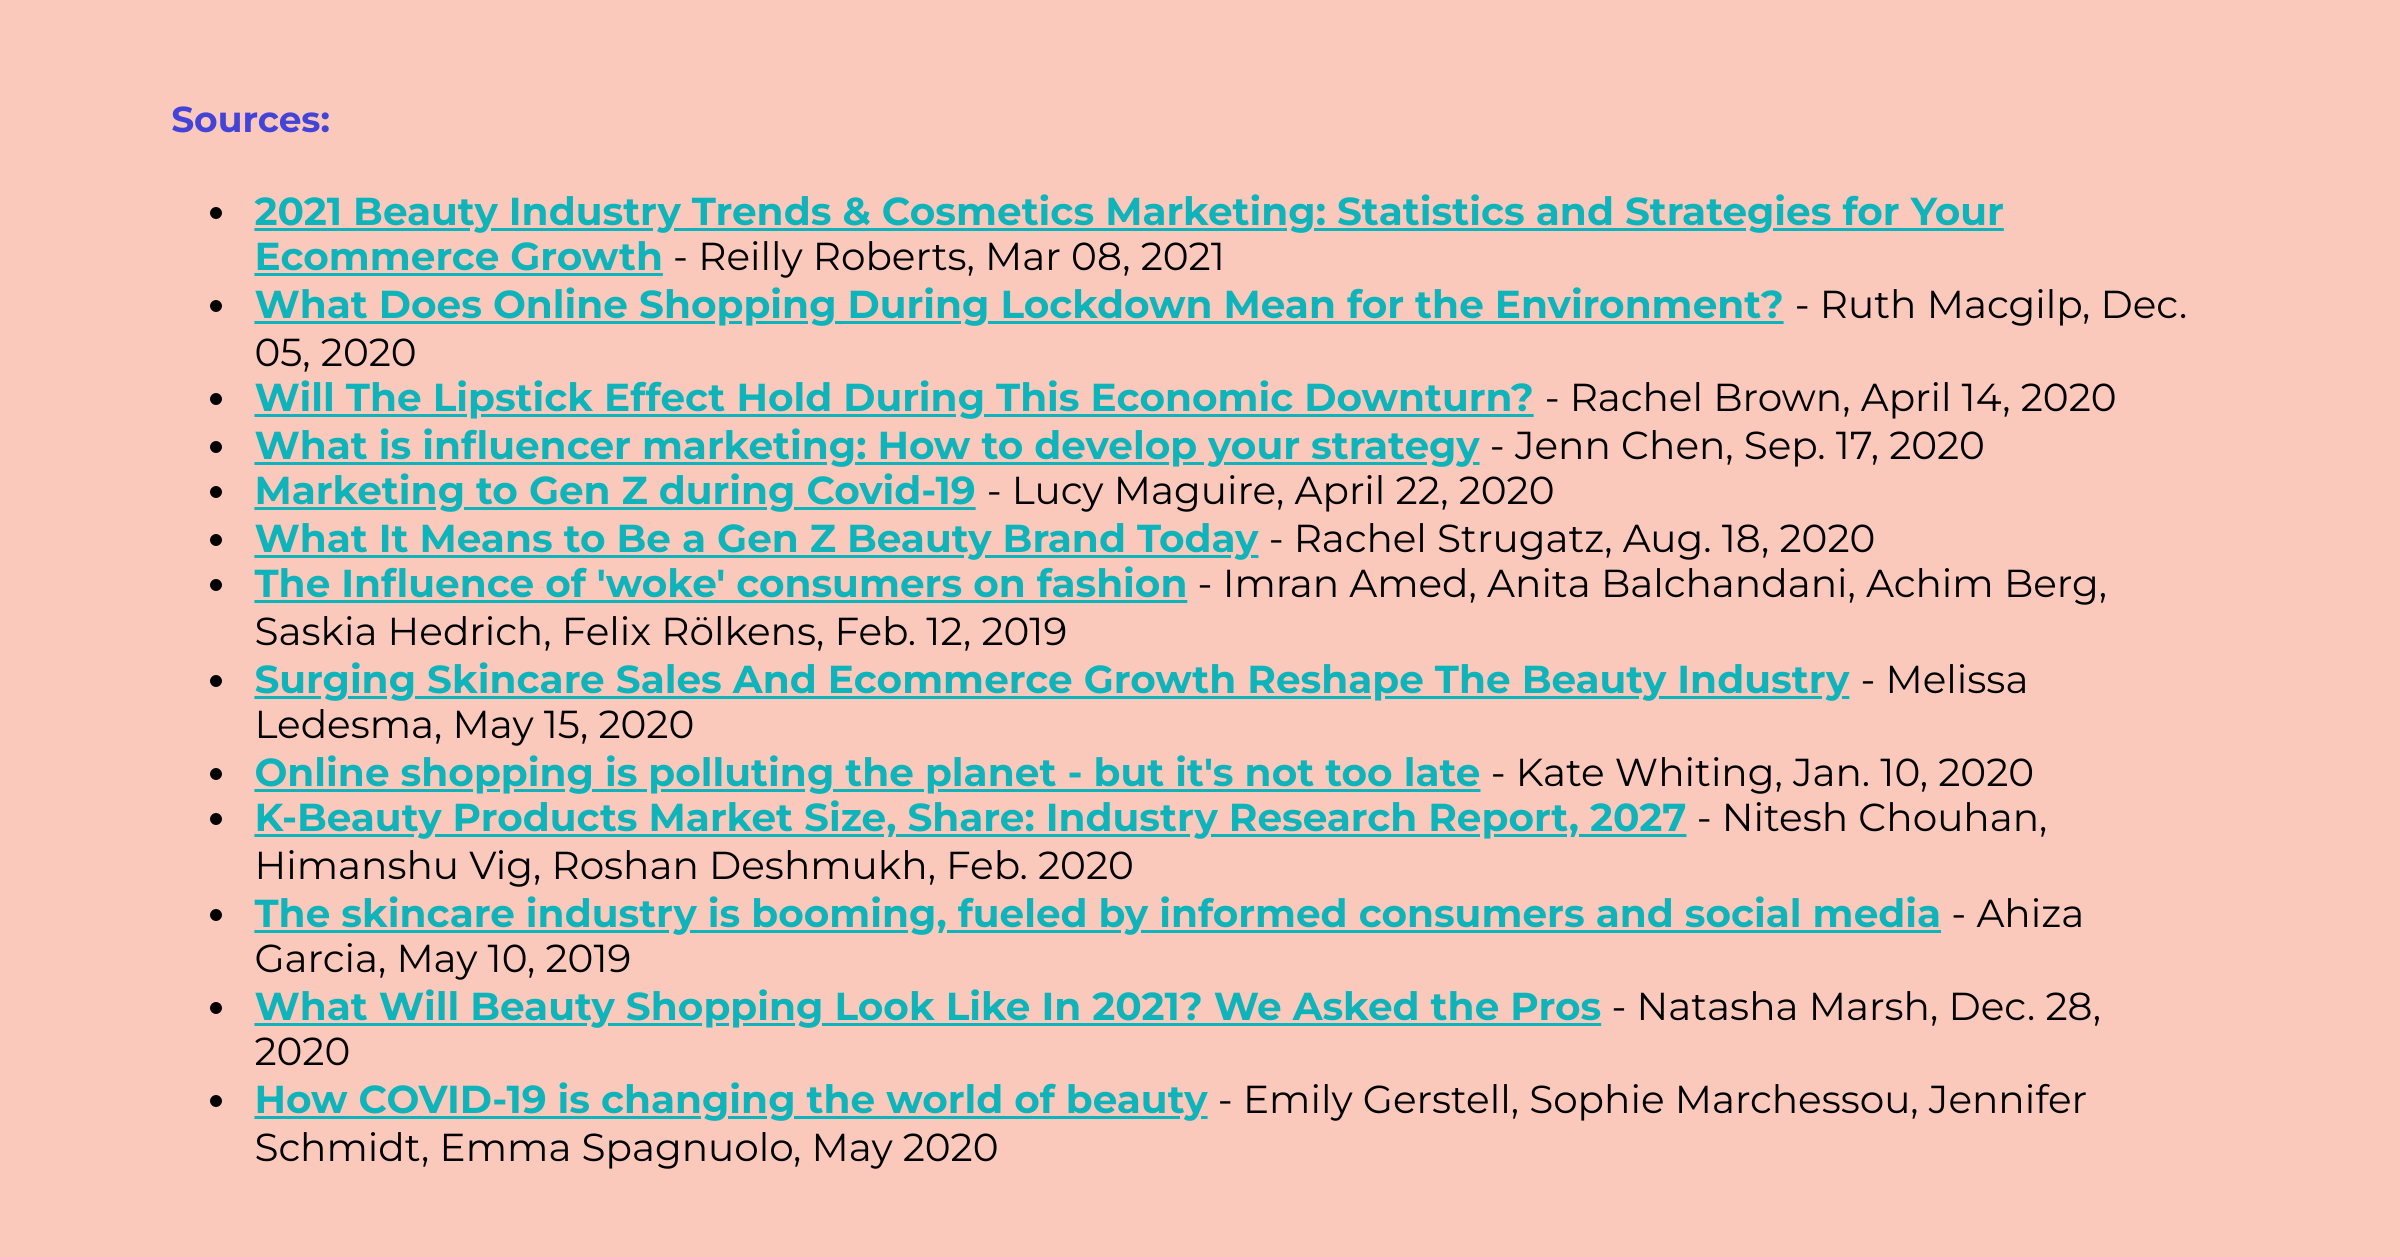 Sources:
• 2021 Beauty Industry Trends & Cosmetics Marketing: Statistics and Strategies for Your
Ecommerce Growth - Reilly Roberts, Mar 08, 2021
• What Does Online Shopping During Lockdown Mean for the Environment? - Ruth Macgilp, Dec.
05, 2020
• Will The Lipstick Effect Hold During This Economic Downturn? - Rachel Brown, April 14, 2020
• What is influencer marketing: How to develop your strategy - Jenn Chen, Sep. 17, 2020
• Marketing to Gen Z during Covid-19 - Lucy Maguire, April 22, 2020
• What It Means to Be a Gen Z Beauty Brand Today - Rachel Strugatz, Aug. 18, 2020
• The Influence of 'woke' consumers on fashion - Imran Amed, Anita Balchandani, Achim Berg,
Saskia Hedrich, Felix Rölkens, Feb. 12, 2019
• Surging Skincare Sales And Ecommerce Growth Reshape The Beauty Industry - Melissa
Ledesma, May 15, 2020
• Online shopping is polluting the planet - but it's not too late - Kate Whiting, Jan. 10, 2020
• K-Beauty Products Market Size, Share: Industry Research Report, 2027 - Nitesh Chouhan,
Himanshu Vig, Roshan Deshmukh, Feb. 2020
• The skincare industry is booming, fueled by informed consumers and social media - Ahiza
Garcia, May 10, 2019
• What Will Beauty Shopping Look Like In 2021? We Asked the Pros - Natasha Marsh, Dec. 28,
2020
• How COVID-19 is changing the world of beauty - Emily Gerstell, Sophie Marchessou, Jennifer
Schmidt, Emma Spagnuolo, May 2020